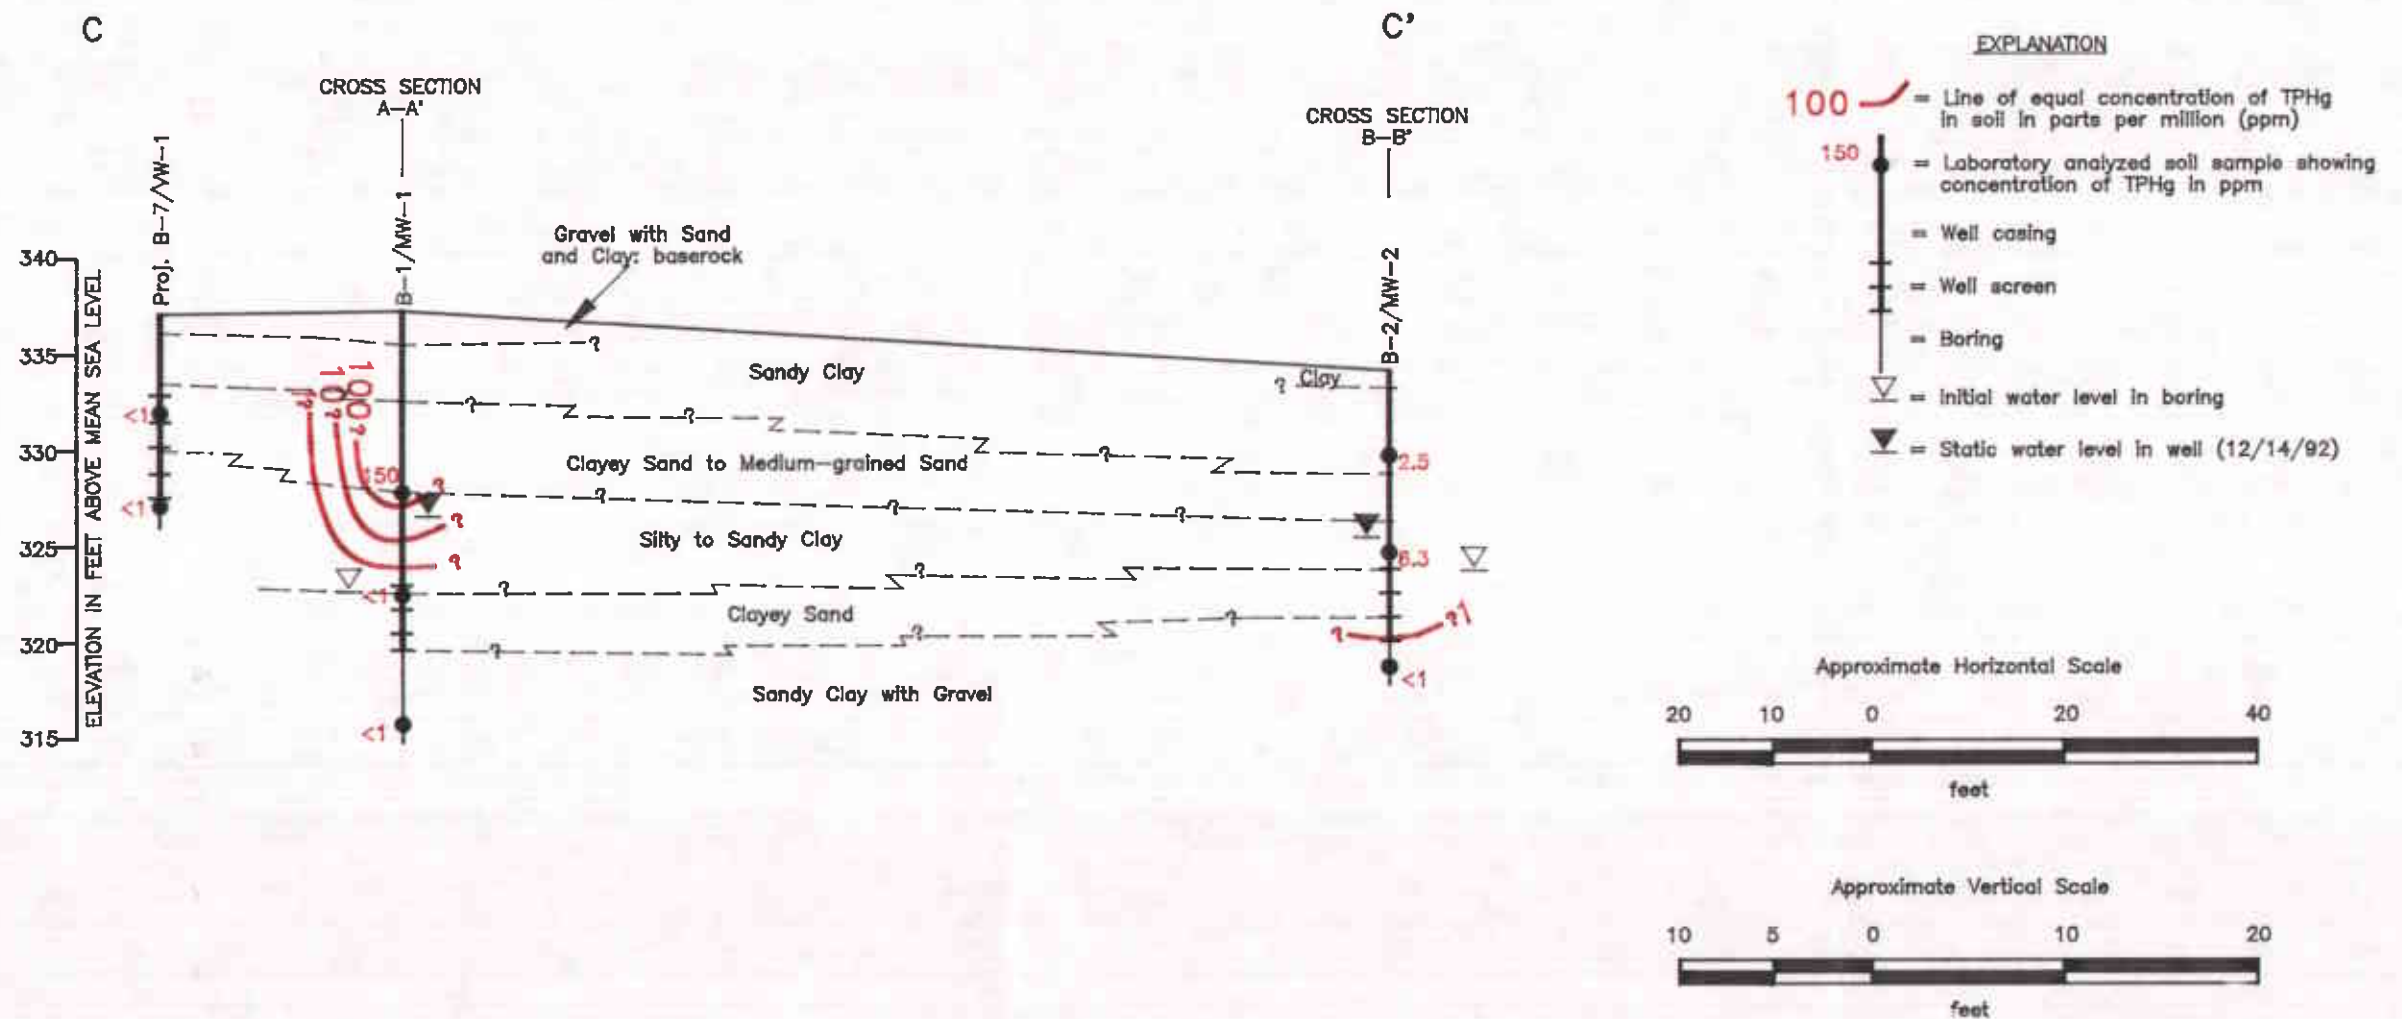 C
C'
CROSS SECTION
A-A'
CROSS SECTION
B-B'
Proj. B-7/VW-1
B-1/MW-1
B-2/MW-2
Gravel with Sand
and Clay: baserock
340
335
330
325
320
315
ELEVATION IN FEET ABOVE MEAN SEA LEVEL
?
Sandy Clay
? Clay
1?
10?
100?
<1
<1
?
?
?
2.5
Clayey Sand to Medium-grained Sand
150
?
?
?
?
?
?
Silty to Sandy Clay
6.3
?
?
<1
Clayey Sand
?
?
?
?
? 1
Sandy Clay with Gravel
<1
<1
EXPLANATION
100 = Line of equal concentration of TPHg
in soil in parts per million (ppm)
150 = Laboratory analyzed soil sample showing
concentration of TPHg in ppm
= Well casing
= Well screen
= Boring
= Initial water level in boring
= Static water level in well (12/14/92)
Approximate Horizontal Scale
20 10 0 20 40
feet
Approximate Vertical Scale
10 5 0 10 20
feet